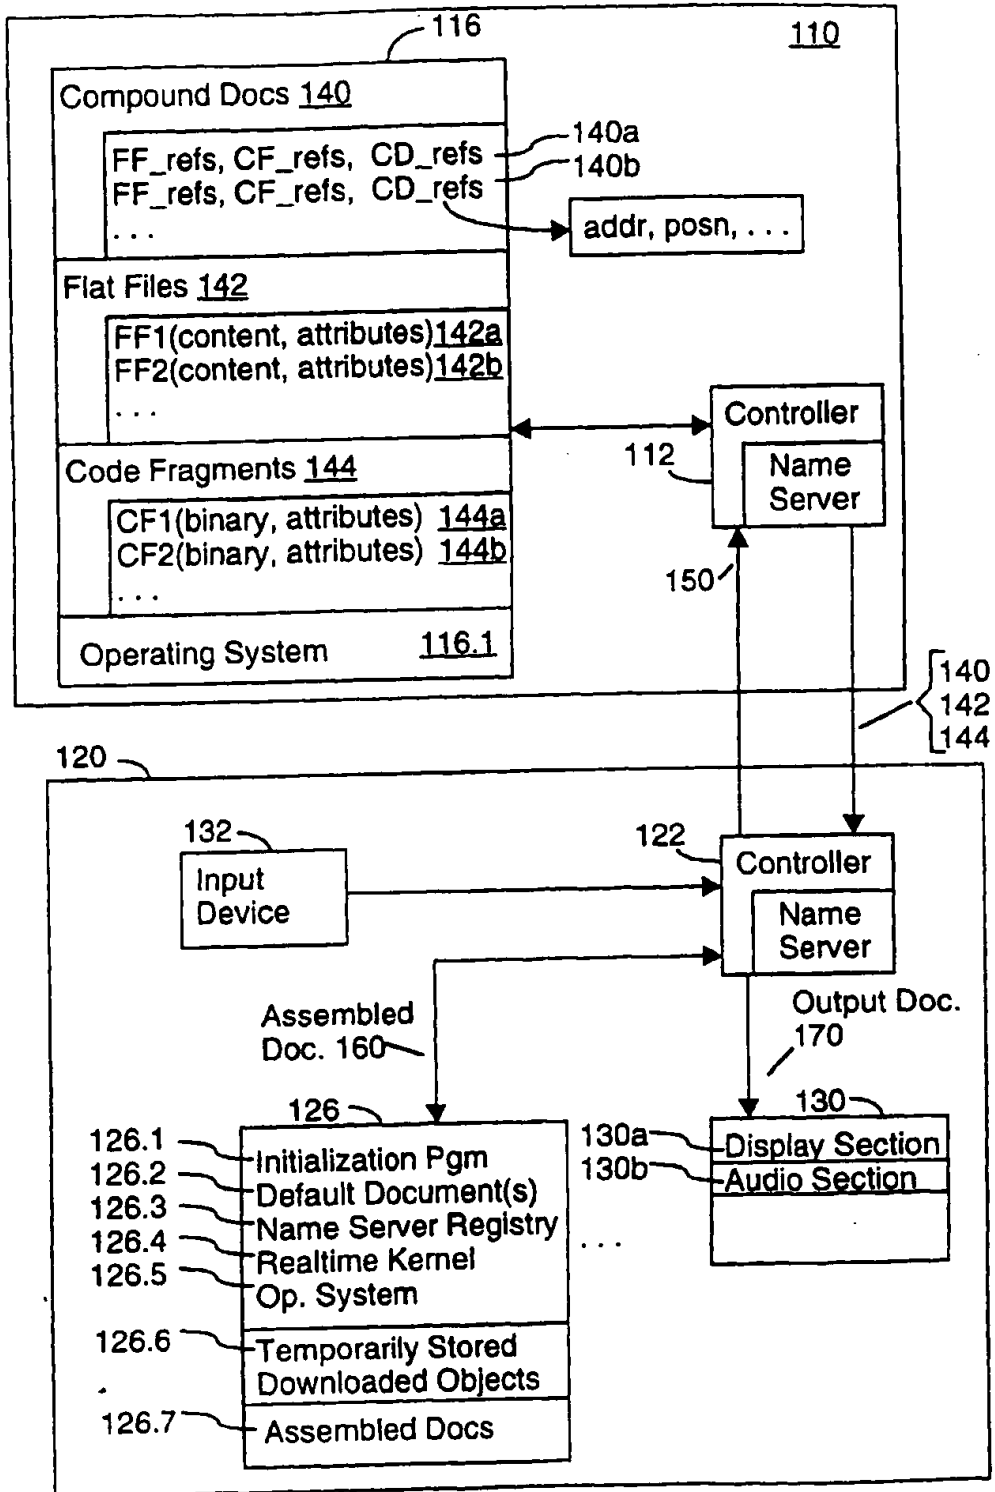 116
110
Compound Docs 140
FF_refs, CF_refs, CD_refs
140a
FF_refs, CF_refs, CD_refs
140b
. . .
addr, posn, . . .
Flat Files 142
FF1(content, attributes)142a
FF2(content, attributes)142b
. . .
Controller
112
Name
Server
Code Fragments 144
CF1(binary, attributes) 144a
CF2(binary, attributes) 144b
. . .
150
Operating System 116.1
140
142
144
120
132
Input
Device
122
Controller
Name
Server
Assembled
Doc. 160
Output Doc.
170
126
126.1
Initialization Pgm
126.2
Default Document(s)
126.3
Name Server Registry
126.4
Realtime Kernel
126.5
Op. System
126.6
Temporarily Stored
Downloaded Objects
126.7
Assembled Docs
. . .
130
130a
Display Section
130b
Audio Section